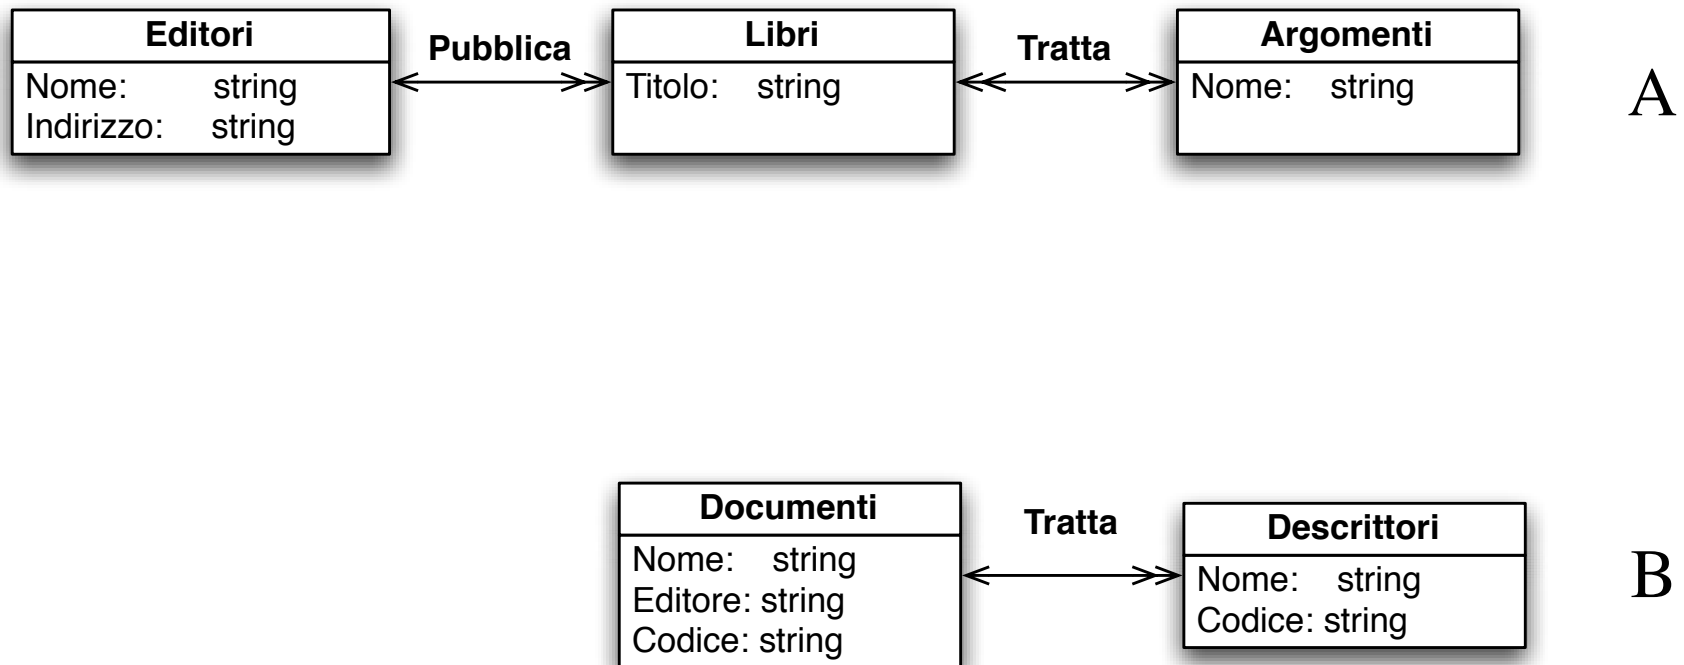 Editori
Nome: string
Indirizzo: string
Pubblica
Libri
Titolo: string
Tratta
Argomenti
Nome: string
A
Documenti
Nome: string
Editore: string
Codice: string
Tratta
Descrittori
Nome: string
Codice: string
B